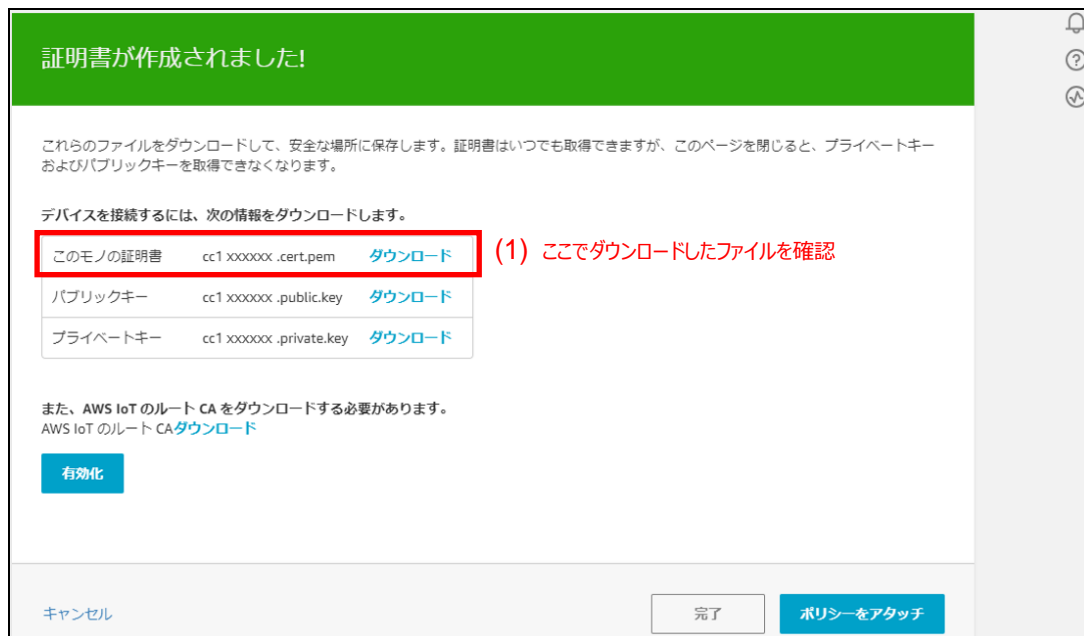 証明書が作成されました!
これらのファイルをダウンロードして、安全な場所に保存します。証明書はいつでも取得できますが、このページを閉じると、プライベートキー
およびパブリックキーを取得できなくなります。
デバイスを接続するには、次の情報をダウンロードします。
このモノの証明書 cc1 xxxxxx .cert.pem ダウンロード
(1) ここでダウンロードしたファイルを確認
パブリックキー cc1 xxxxxx .public.key ダウンロード
プライベートキー cc1 xxxxxx .private.key ダウンロード
また、AWS IoT のルート CA をダウンロードする必要があります。
AWS IoT のルート CAダウンロード
有効化
キャンセル 完了 ポリシーをアタッチ